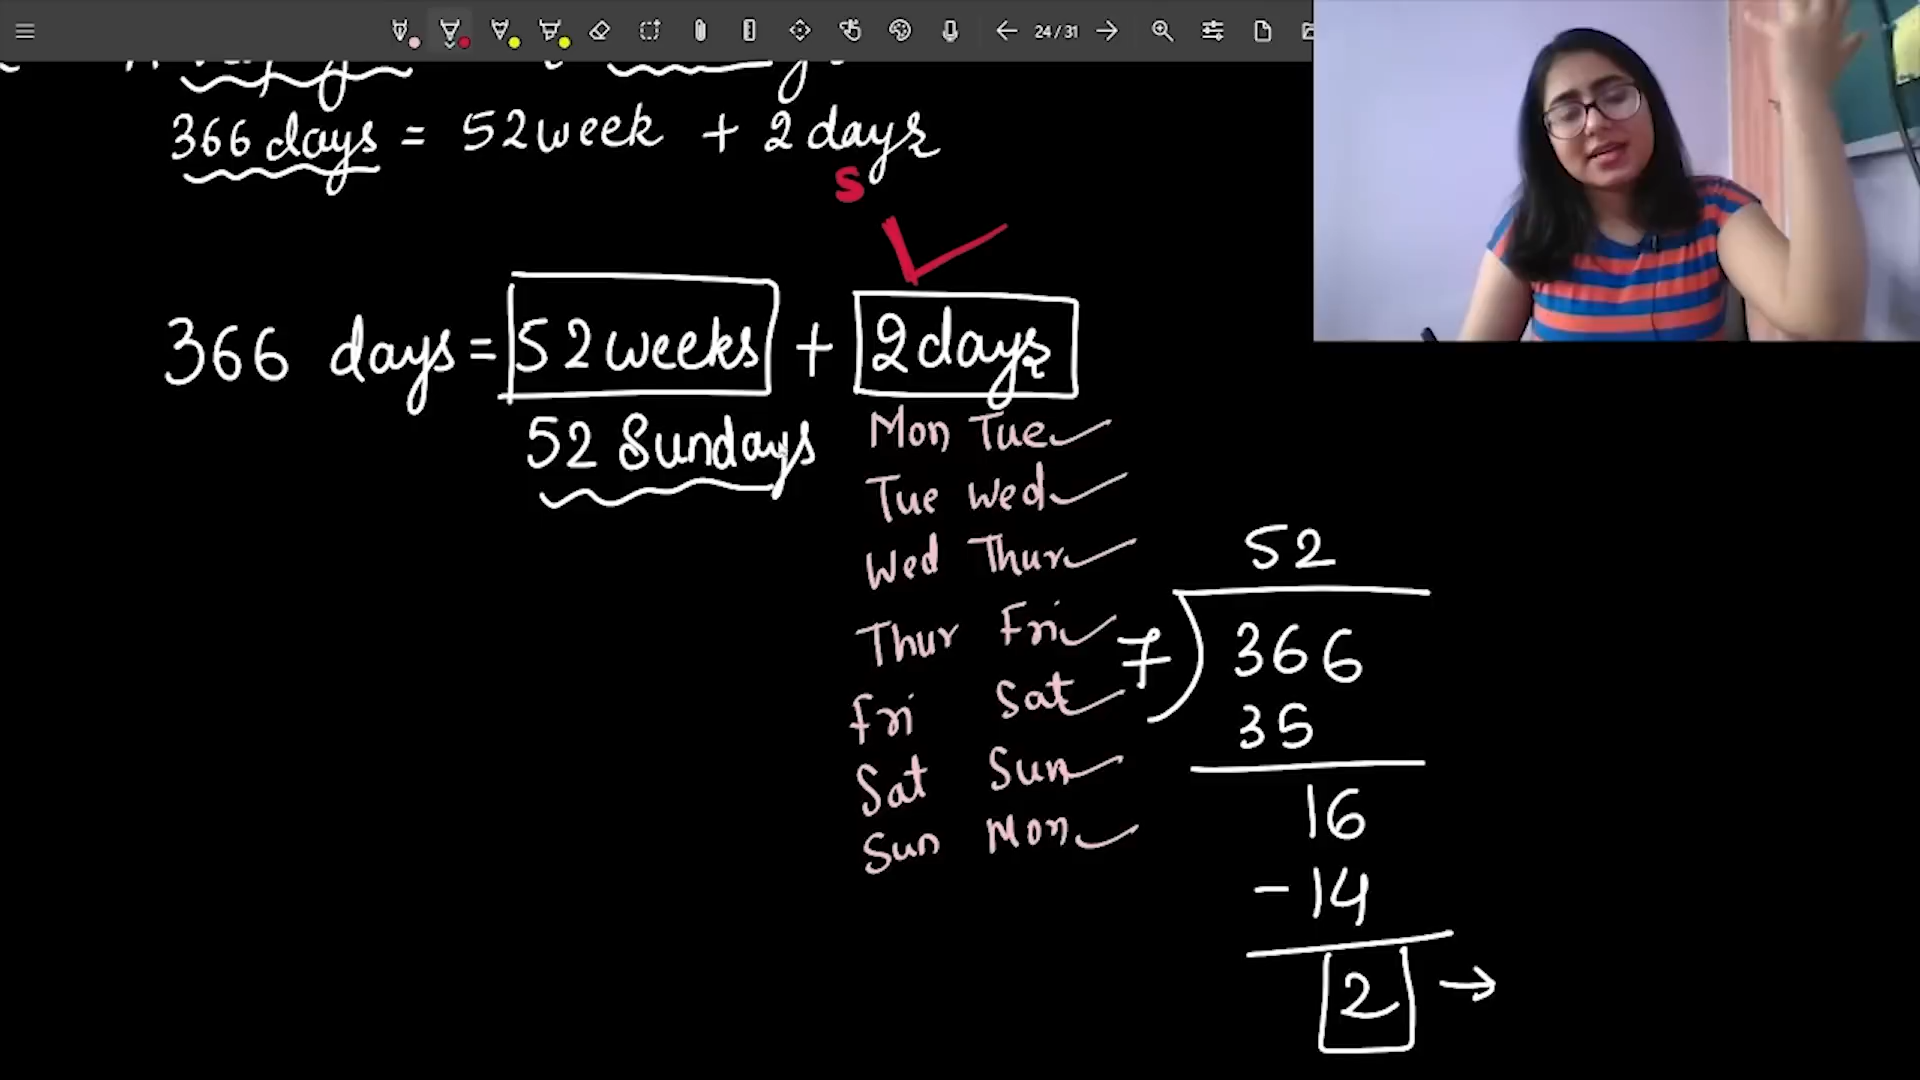 24/31
366 days = 52 week + 2 days
S
366 days = 52 weeks + 2 days
52 Sundays
Mon Tue
Tue Wed
Wed Thur
Thur Fri
Fri Sat
Sat Sun
Sun Mon
52
7 366
35
16
-14
2 →